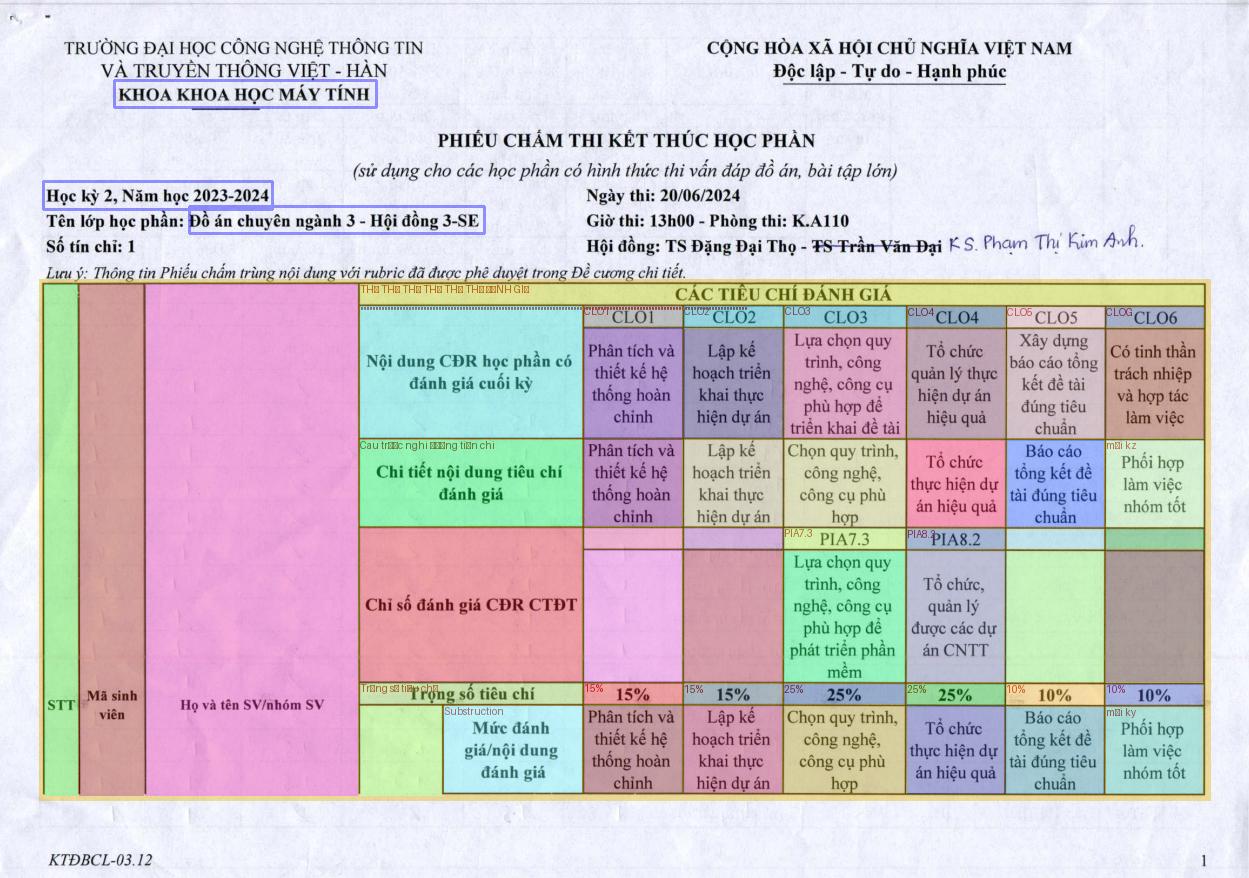 TRƯỜNG ĐẠI HỌC CÔNG NGHỆ THÔNG TIN
VÀ TRUYỀN THÔNG VIỆT - HÀN
KHOA KHOA HỌC MÁY TÍNH
CỘNG HÒA XÃ HỘI CHỦ NGHĨA VIỆT NAM
Độc lập - Tự do - Hạnh phúc
PHIẾU CHẤM THI KẾT THÚC HỌC PHẦN
(sử dụng cho các học phần có hình thức thi vấn đáp đồ án, bài tập lớn)
Học kỳ 2, Năm học 2023-2024
Ngày thi: 20/06/2024
Tên lớp học phần: Đồ án chuyên ngành 3 - Hội đồng 3-SE
Giờ thi: 13h00 - Phòng thi: K.A110
Số tín chỉ: 1
Hội đồng: TS Đặng Đại Thọ - TS Trần Văn Đại KS. Phạm Thị Kim Anh.
Lưu ý: Thông tin Phiếu chấm trùng nội dung với rubric đã được phê duyệt trong Đề cương chi tiết.
STT
Mã sinh
viên
Họ và tên SV/nhóm SV
CÁC TIÊU CHÍ ĐÁNH GIÁ
Nội dung CĐR học phần có
đánh giá cuối kỳ
CLO1 CLO2 CLO3 CLO4 CLO5 CLO6
CLO1 CLO2 CLO3 CLO4 CLO5 CLOG
Phân tích và
thiết kế hệ
thống hoàn
chỉnh
Lập kế
hoạch triển
khai thực
hiện dự án
Lựa chọn quy
trình, công
nghệ, công cụ
phù hợp để
triển khai đề tài
Tổ chức
quản lý thực
hiện dự án
hiệu quả
Xây dựng
báo cáo tổng
kết đề tài
đúng tiêu
chuẩn
Có tinh thần
trách nhiệp
và hợp tác
làm việc
Chi tiết nội dung tiêu chí
đánh giá
Phân tích và
thiết kế hệ
thống hoàn
chỉnh
Lập kế
hoạch triển
khai thực
hiện dự án
Chọn quy trình,
công nghệ,
công cụ phù
hợp
Tổ chức
thực hiện dự
án hiệu quả
Báo cáo
tổng kết đề
tài đúng tiêu
chuẩn
Phối hợp
làm việc
nhóm tốt
Chỉ số đánh giá CĐR CTĐT
PIA7.3 PIA7.3
PIA8.2 PIA8.2
Lựa chọn quy
trình, công
nghệ, công cụ
phù hợp để
phát triển phần
mềm
Tổ chức,
quản lý
được các dự
án CNTT
Trọng số tiêu chí
15% 15% 25% 25% 10% 10%
15% 15% 25% 25% 10% 10%
Substruction
Mức đánh
giá/nội dung
đánh giá
Phân tích và
thiết kế hệ
thống hoàn
chỉnh
Lập kế
hoạch triển
khai thực
hiện dự án
Chọn quy trình,
công nghệ,
công cụ phù
hợp
Tổ chức
thực hiện dự
án hiệu quả
Báo cáo
tổng kết đề
tài đúng tiêu
chuẩn
Phối hợp
làm việc
nhóm tốt
KTĐBCL-03.12
1